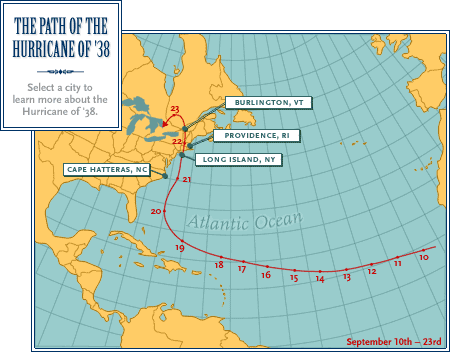 THE PATH OF THE
HURRICANE OF '38
Select a city to
learn more about the
Hurricane of '38.
BURLINGTON, VT
PROVIDENCE, RI
LONG ISLAND, NY
CAPE HATTERAS, NC
23
22
21
20
19
18
17
16
15
14
13
12
11
10
Atlantic Ocean
September 10th – 23rd